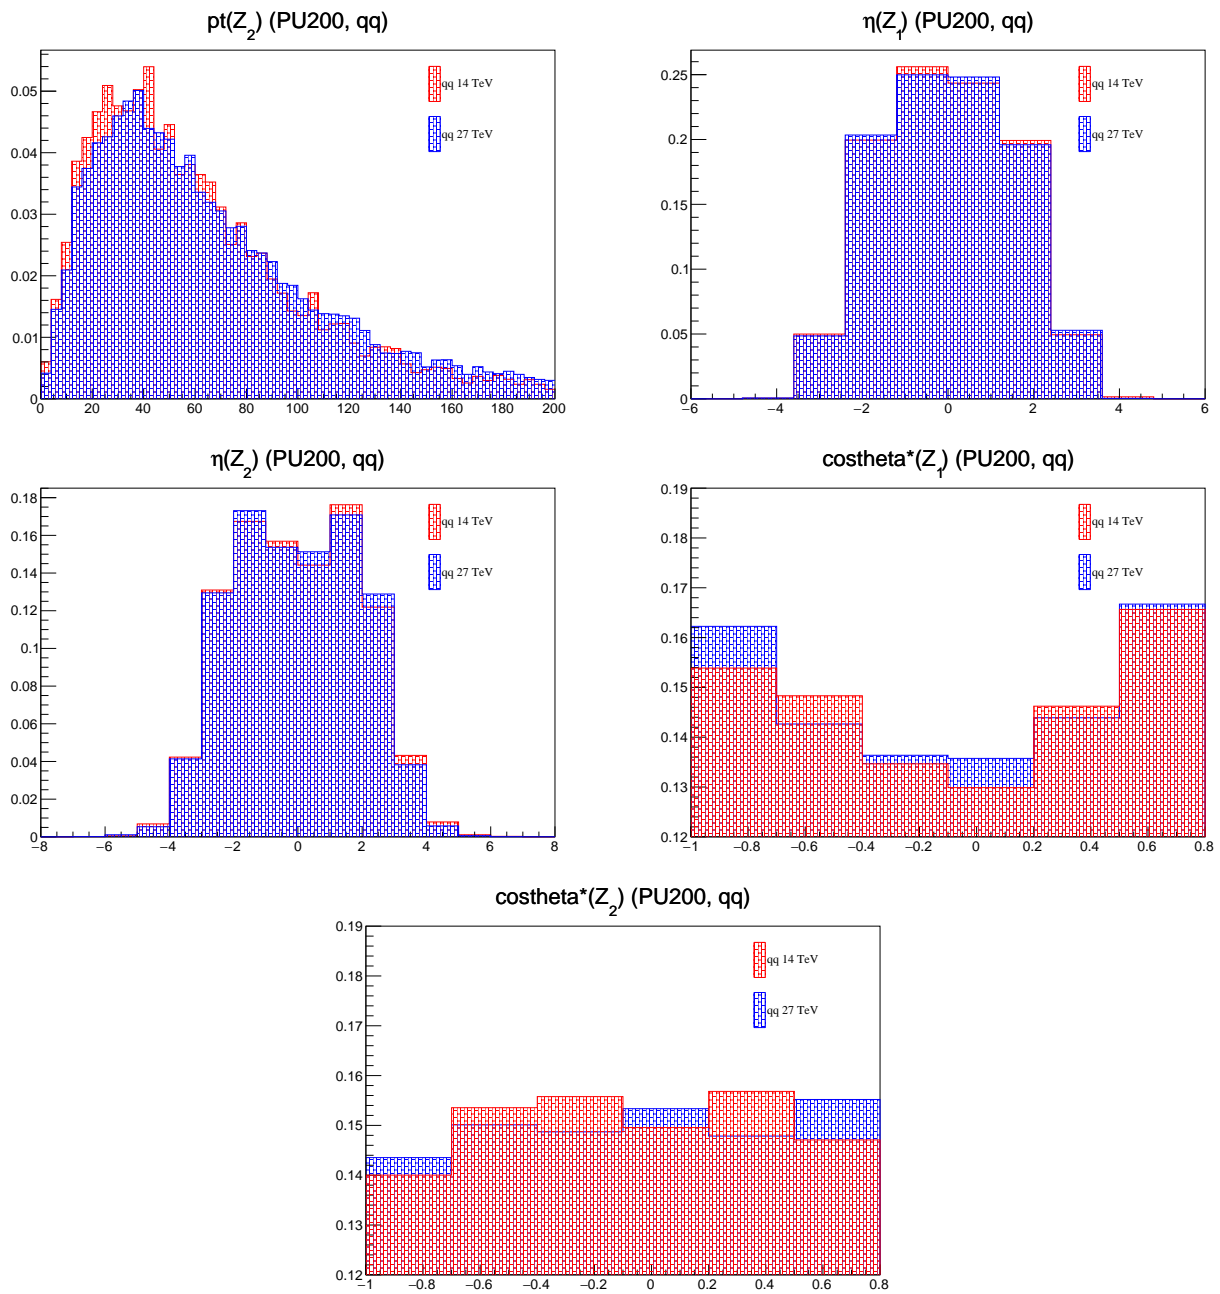 pt(Z2) (PU200, qq)
qq 14 TeV
qq 27 TeV
0.05
0.04
0.03
0.02
0.01
0
0 20 40 60 80 100 120 140 160 180 200
η(Z1) (PU200, qq)
qq 14 TeV
qq 27 TeV
0.25
0.2
0.15
0.1
0.05
0
−6 −4 −2 0 2 4 6
η(Z2) (PU200, qq)
qq 14 TeV
qq 27 TeV
0.18
0.16
0.14
0.12
0.1
0.08
0.06
0.04
0.02
0
−8 −6 −4 −2 0 2 4 6 8
costheta*(Z1) (PU200, qq)
qq 14 TeV
qq 27 TeV
0.19
0.18
0.17
0.16
0.15
0.14
0.13
0.12
−1 −0.8 −0.6 −0.4 −0.2 0 0.2 0.4 0.6 0.8
costheta*(Z2) (PU200, qq)
qq 14 TeV
qq 27 TeV
0.19
0.18
0.17
0.16
0.15
0.14
0.13
0.12
−1 −0.8 −0.6 −0.4 −0.2 0 0.2 0.4 0.6 0.8